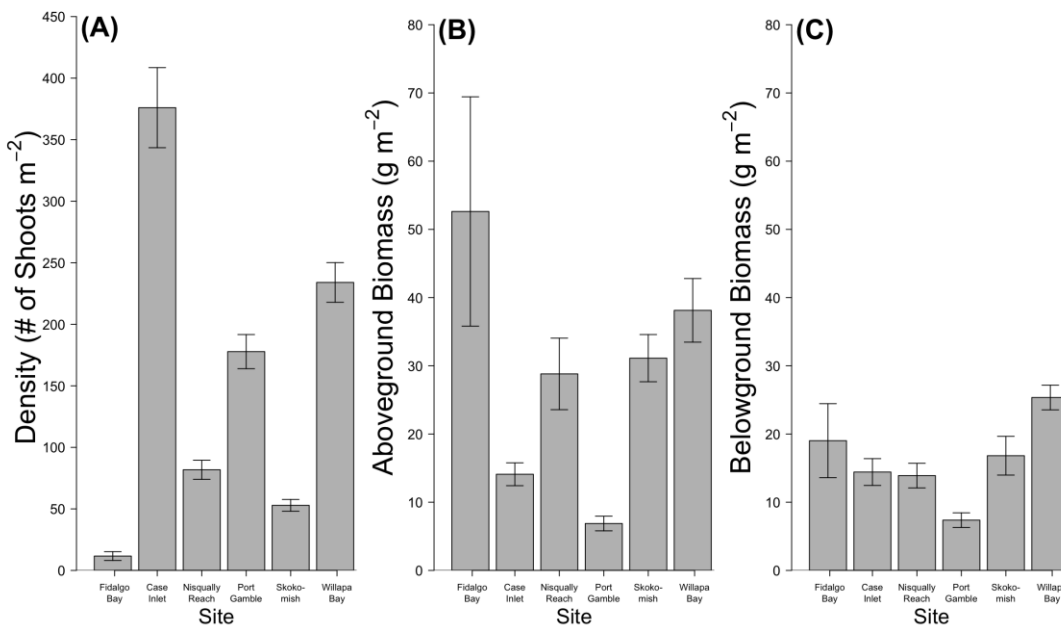 (A)
Density (# of Shoots m⁻²)
450
400
350
300
250
200
150
100
50
0
Fidalgo Bay
Case Inlet
Nisqually Reach
Port Gamble
Skoko-mish
Willapa Bay
Site
(B)
Aboveground Biomass (g m⁻²)
80
70
60
50
40
30
20
10
0
Fidalgo Bay
Case Inlet
Nisqually Reach
Port Gamble
Skoko-mish
Willapa Bay
Site
(C)
Belowground Biomass (g m⁻²)
80
70
60
50
40
30
20
10
0
Fidalgo Bay
Case Inlet
Nisqually Reach
Port Gamble
Skoko-mish
Willapa Bay
Site